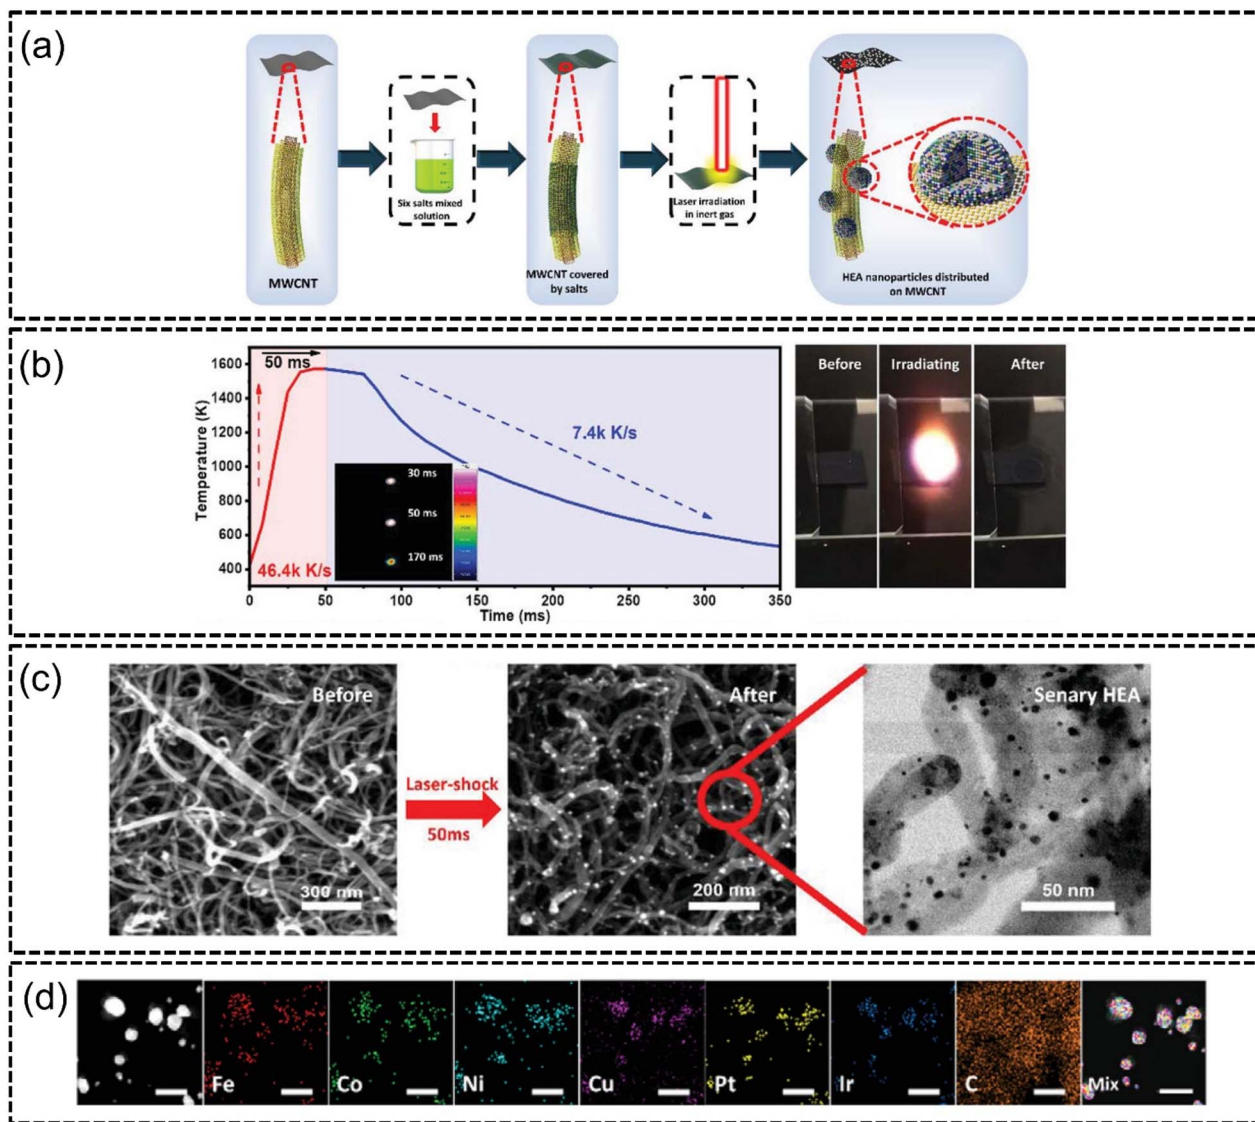 (a)
MWCNT
Six salts mixed
solution
MWCNT covered
by salts
Laser irradiation
in inert gas
HEA nanoparticles distributed
on MWCNT
(b)
Temperature (K)
1600
1400
1200
1000
800
600
400
50 ms
46.4k K/s
7.4k K/s
30 ms
50 ms
170 ms
0
50
100
150
200
250
300
350
Time (ms)
Before
Irradiating
After
(c)
Before
300 nm
Laser-shock
50ms
After
200 nm
Senary HEA
50 nm
(d)
Fe
Co
Ni
Cu
Pt
Ir
C
Mix